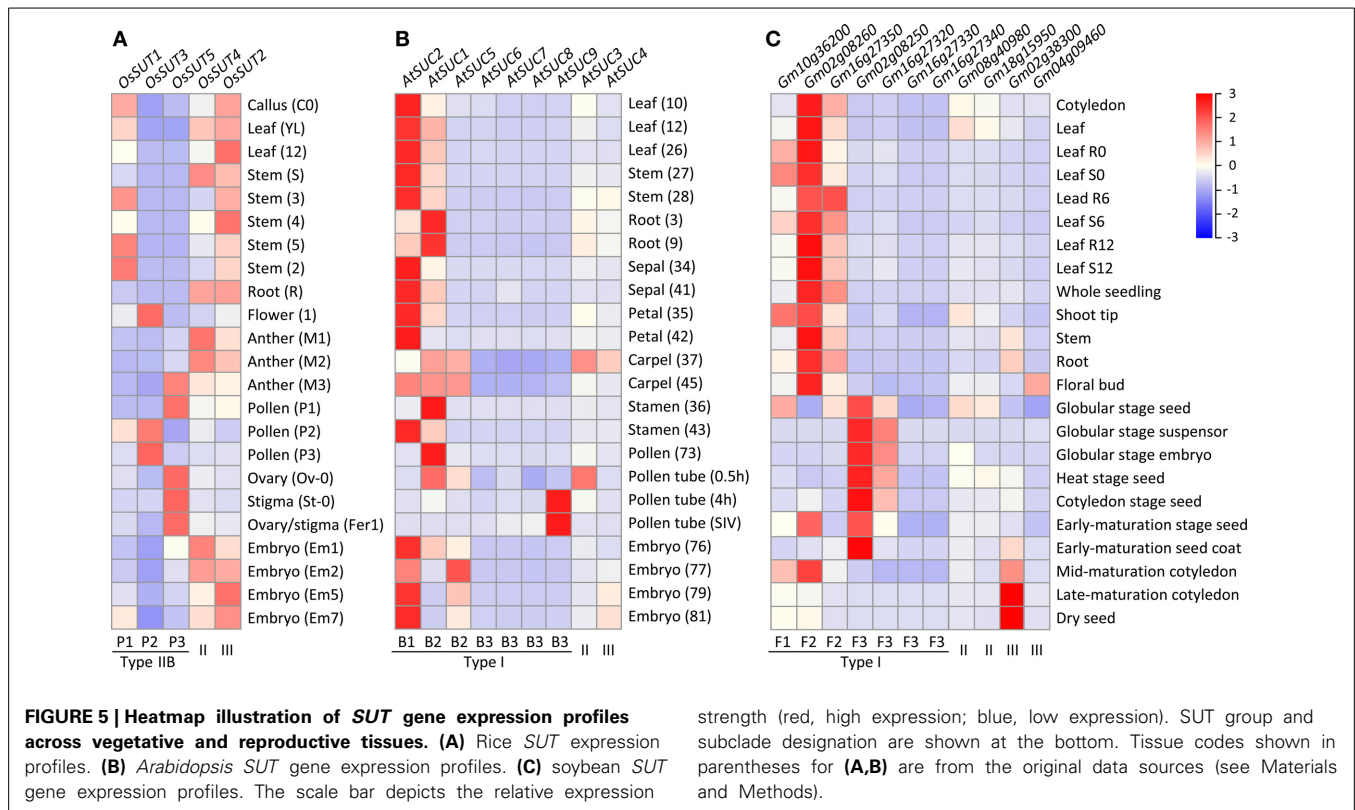 A
OsSUT1
OsSUT3
OsSUT5
OsSUT4
OsSUT2
Callus (C0)
Leaf (YL)
Leaf (12)
Stem (S)
Stem (3)
Stem (4)
Stem (5)
Stem (2)
Root (R)
Flower (1)
Anther (M1)
Anther (M2)
Anther (M3)
Pollen (P1)
Pollen (P2)
Pollen (P3)
Ovary (Ov-0)
Stigma (St-0)
Ovary/stigma (Fer1)
Embryo (Em1)
Embryo (Em2)
Embryo (Em5)
Embryo (Em7)
P1 P2 P3 II III
Type IIB
B
AtSUC2
AtSUC1
AtSUC5
AtSUC6
AtSUC7
AtSUC8
AtSUC9
AtSUC3
AtSUC4
Leaf (10)
Leaf (12)
Leaf (26)
Stem (27)
Stem (28)
Root (3)
Root (9)
Sepal (34)
Sepal (41)
Petal (35)
Petal (42)
Carpel (37)
Carpel (45)
Stamen (36)
Stamen (43)
Pollen (73)
Pollen tube (0.5h)
Pollen tube (4h)
Pollen tube (SIV)
Embryo (76)
Embryo (77)
Embryo (79)
Embryo (81)
B1 B2 B2 B3 B3 B3 B3 II III
Type I
C
Gm10g36200
Gm02g08260
Gm16g27350
Gm02g08250
Gm16g27320
Gm16g27330
Gm16g27340
Gm08g40980
Gm18g15950
Gm02g38300
Gm04g09460
Cotyledon
Leaf
Leaf R0
Leaf S0
Lead R6
Leaf S6
Leaf R12
Leaf S12
Whole seedling
Shoot tip
Stem
Root
Floral bud
Globular stage seed
Globular stage suspensor
Globular stage embryo
Heat stage seed
Cotyledon stage seed
Early-maturation stage seed
Early-maturation seed coat
Mid-maturation cotyledon
Late-maturation cotyledon
Dry seed
F1 F2 F2 F3 F3 F3 F3 II II III III
Type I
3
2
1
0
-1
-2
-3
FIGURE 5 | Heatmap illustration of SUT gene expression profiles
across vegetative and reproductive tissues. (A) Rice SUT expression
profiles. (B) Arabidopsis SUT gene expression profiles. (C) soybean SUT
gene expression profiles. The scale bar depicts the relative expression
strength (red, high expression; blue, low expression). SUT group and
subclade designation are shown at the bottom. Tissue codes shown in
parentheses for (A,B) are from the original data sources (see Materials
and Methods).